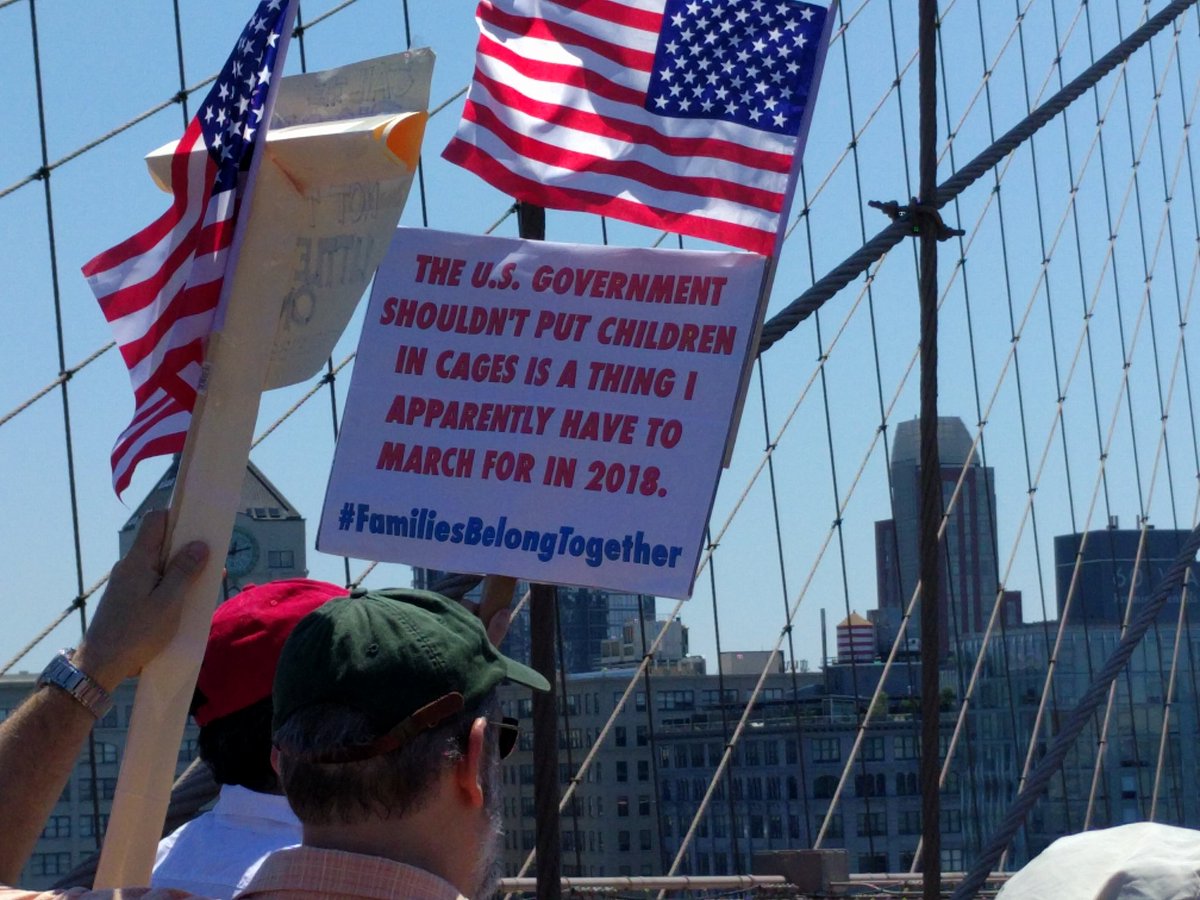 THE U.S. GOVERNMENT
SHOULDN'T PUT CHILDREN
IN CAGES IS A THING I
APPARENTLY HAVE TO
MARCH FOR IN 2018.
#FamiliesBelongTogether